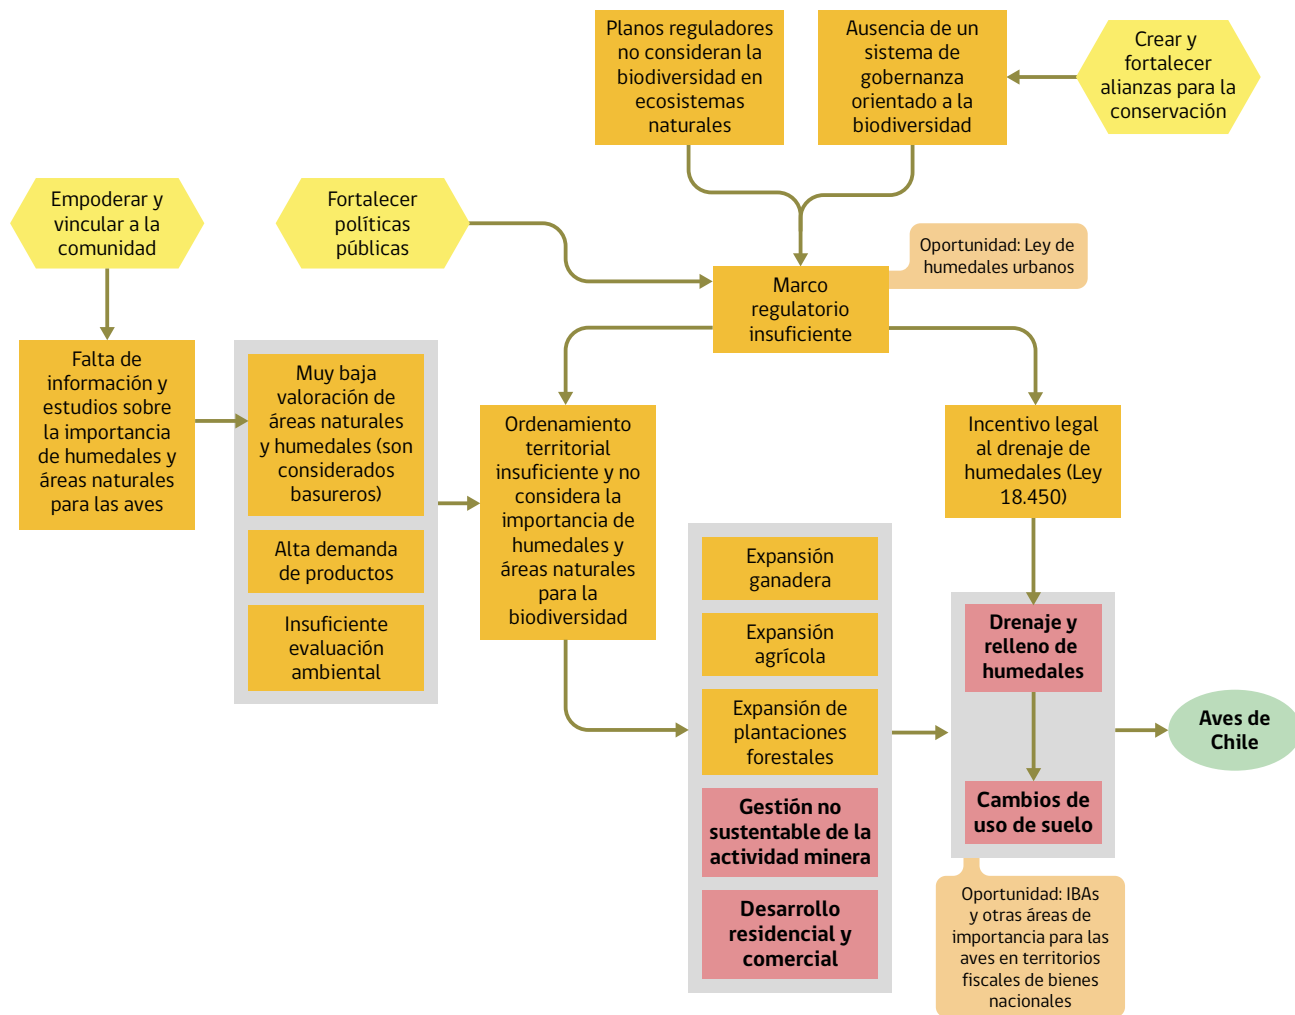 Planos reguladores
no consideran la
biodiversidad en
ecosistemas
naturales
Ausencia de un
sistema de
gobernanza
orientado a la
biodiversidad
Crear y
fortalecer
alianzas para la
conservación
Empoderar y
vincular a la
comunidad
Fortalecer
políticas
públicas
Oportunidad: Ley de
humedales urbanos
Marco
regulatorio
insuficiente
Falta de
información y
estudios sobre
la importancia
de humedales y
áreas naturales
para las aves
Muy baja
valoración de
áreas naturales
y humedales (son
considerados
basureros)
Alta demanda
de productos
Insuficiente
evaluación
ambiental
Ordenamiento
territorial
insuficiente y no
considera la
importancia de
humedales y
áreas naturales
para la
biodiversidad
Incentivo legal
al drenaje de
humedales (Ley
18.450)
Expansión
ganadera
Expansión
agrícola
Expansión de
plantaciones
forestales
Gestión no
sustentable de la
actividad minera
Desarrollo
residencial y
comercial
Drenaje y
relleno de
humedales
Cambios de
uso de suelo
Aves de
Chile
Oportunidad: IBAs
y otras áreas de
importancia para las
aves en territorios
fiscales de bienes
nacionales